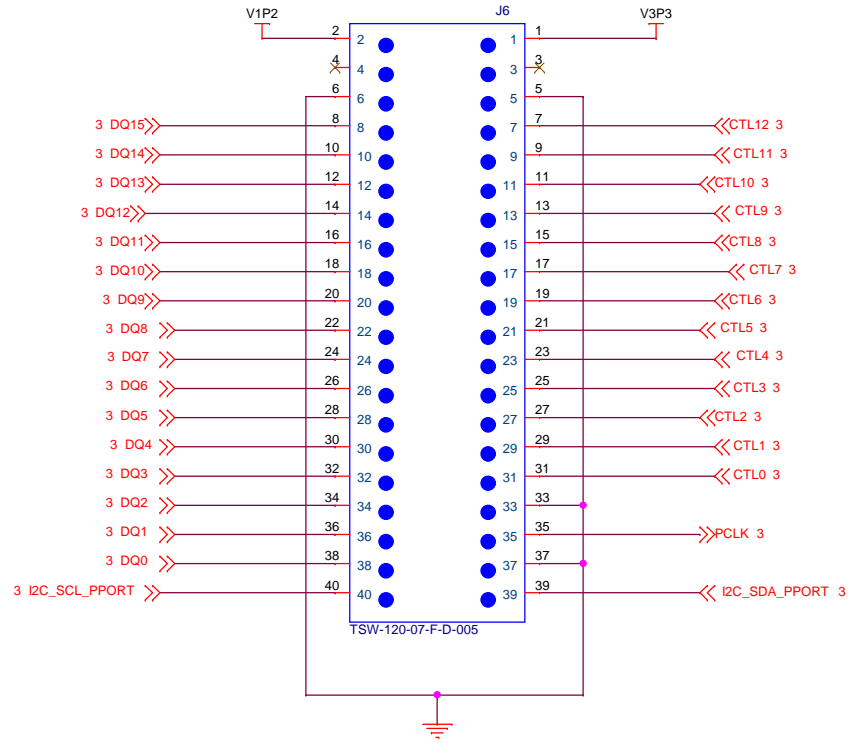 J6
V1P2 V3P3
2 2 1 1
4 4 3 3
6 6 5 5
3 DQ15 8 8 7 7 CTL12 3
3 DQ14 10 10 9 9 CTL11 3
3 DQ13 12 12 11 11 CTL10 3
3 DQ12 14 14 13 13 CTL9 3
3 DQ11 16 16 15 15 CTL8 3
3 DQ10 18 18 17 17 CTL7 3
3 DQ9 20 20 19 19 CTL6 3
3 DQ8 22 22 21 21 CTL5 3
3 DQ7 24 24 23 23 CTL4 3
3 DQ6 26 26 25 25 CTL3 3
3 DQ5 28 28 27 27 CTL2 3
3 DQ4 30 30 29 29 CTL1 3
3 DQ3 32 32 31 31 CTL0 3
3 DQ2 34 34 33 33
3 DQ1 36 36 35 35 PCLK 3
3 DQ0 38 38 37 37
3 I2C_SCL_PPORT 40 40 39 39 I2C_SDA_PPORT 3
TSW-120-07-F-D-005